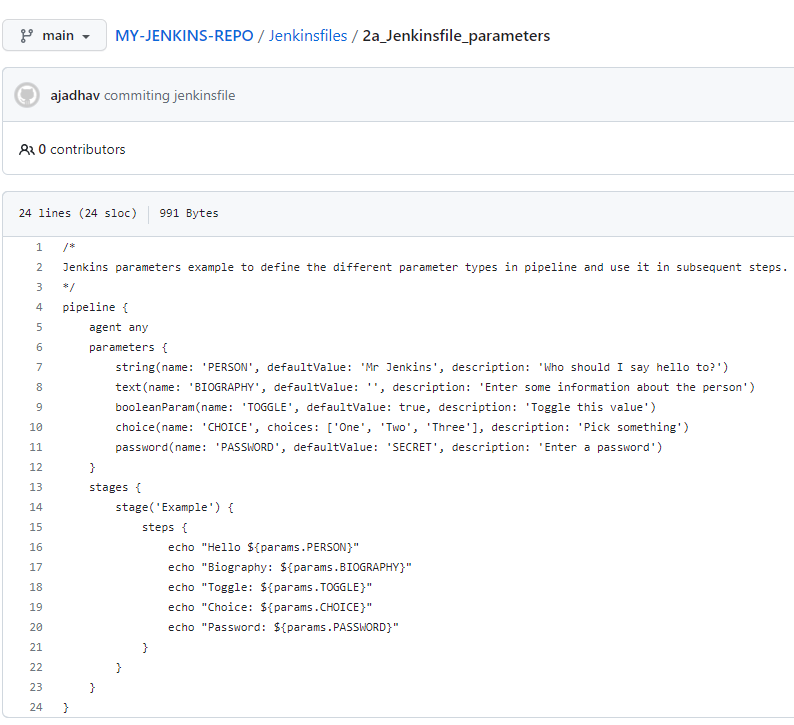 main
MY-JENKINS-REPO / Jenkinsfiles / 2a_Jenkinsfile_parameters
ajadhav commiting jenkinsfile
0 contributors
24 lines (24 sloc) 991 Bytes
1 /*
2 Jenkins parameters example to define the different parameter types in pipeline and use it in subsequent steps.
3 */
4 pipeline {
5     agent any
6     parameters {
7         string(name: 'PERSON', defaultValue: 'Mr Jenkins', description: 'Who should I say hello to?')
8         text(name: 'BIOGRAPHY', defaultValue: '', description: 'Enter some information about the person')
9         booleanParam(name: 'TOGGLE', defaultValue: true, description: 'Toggle this value')
10         choice(name: 'CHOICE', choices: ['One', 'Two', 'Three'], description: 'Pick something')
11         password(name: 'PASSWORD', defaultValue: 'SECRET', description: 'Enter a password')
12     }
13     stages {
14         stage('Example') {
15             steps {
16                 echo "Hello ${params.PERSON}"
17                 echo "Biography: ${params.BIOGRAPHY}"
18                 echo "Toggle: ${params.TOGGLE}"
19                 echo "Choice: ${params.CHOICE}"
20                 echo "Password: ${params.PASSWORD}"
21             }
22         }
23     }
24 }